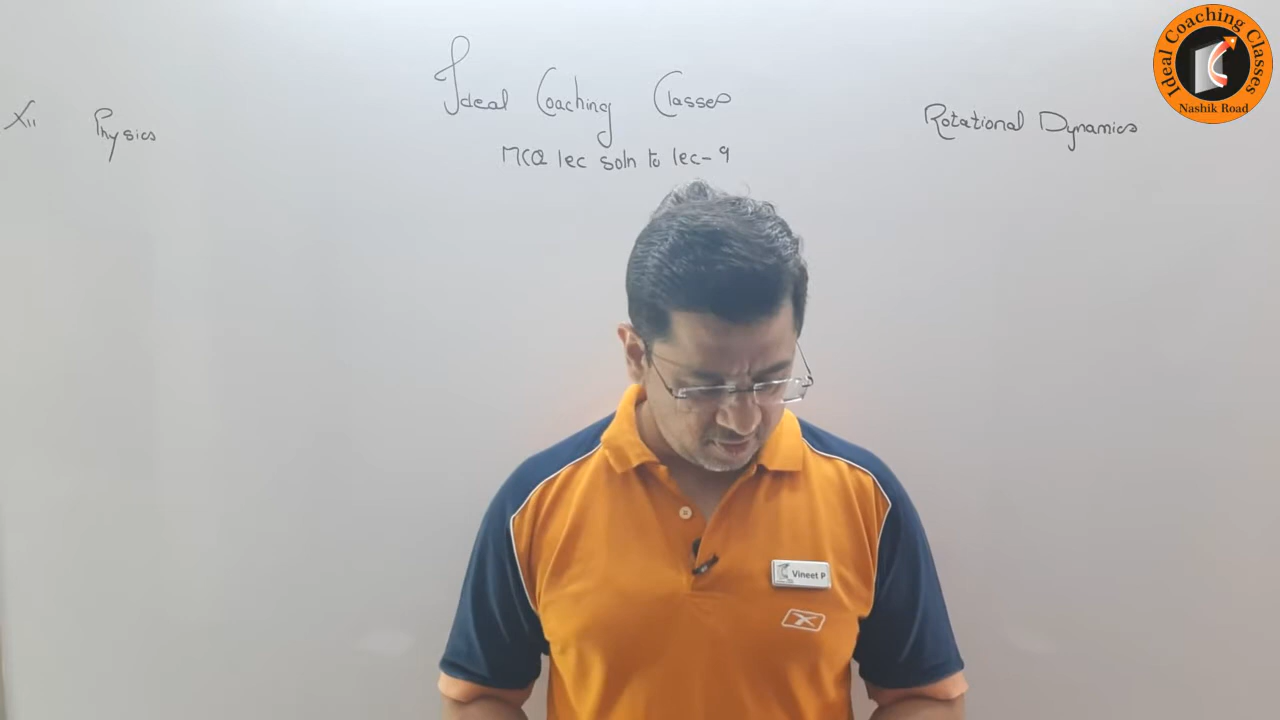 Ideal Coaching Classes
XII Physics
Rotational Dynamics
MCQ lec soln to lec-9
Ideal Coaching Classes
Nashik Road
Vineet P